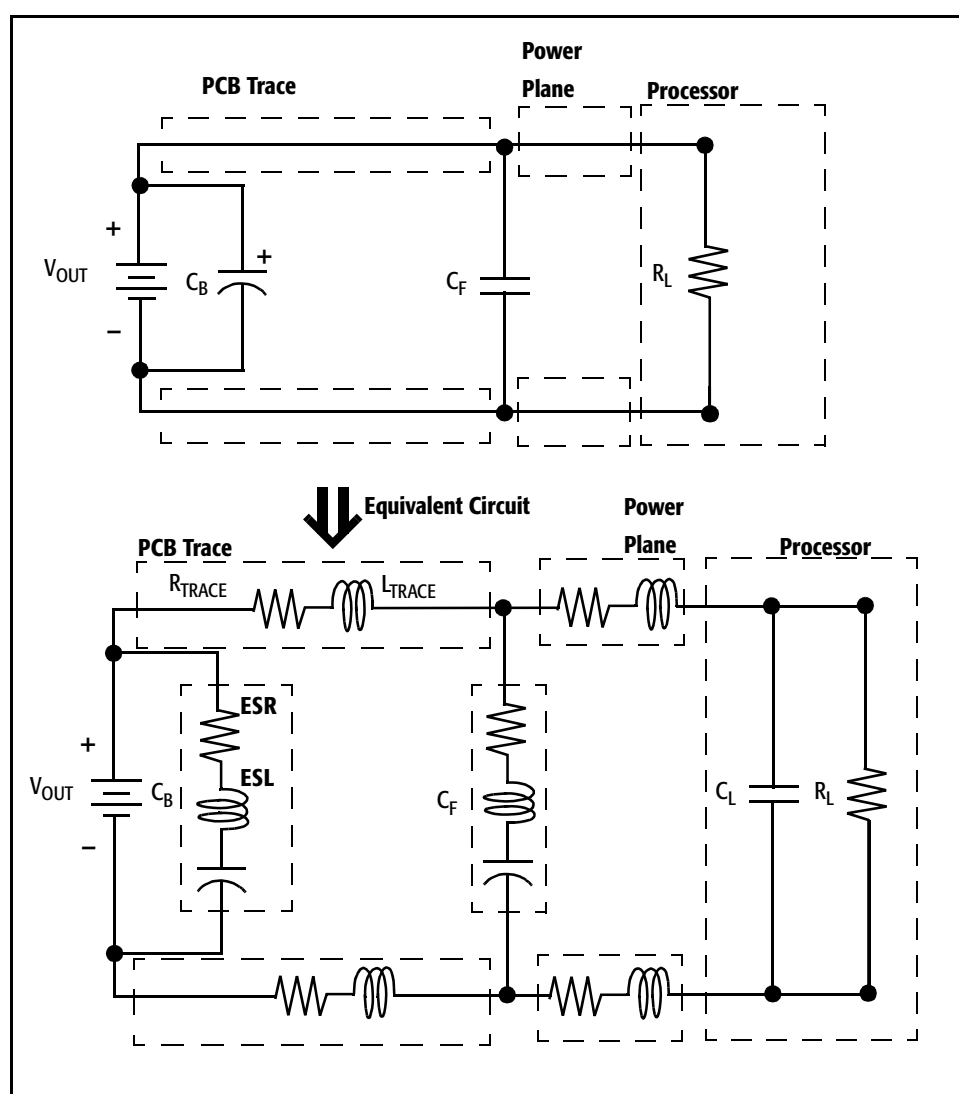 Power
Plane
PCB Trace
Processor
+
V_OUT
C_B
+
C_F
R_L
−
Equivalent Circuit
Power
Plane
PCB Trace
Processor
R_TRACE
L_TRACE
ESR
+
ESL
V_OUT
C_B
C_F
C_L
R_L
−